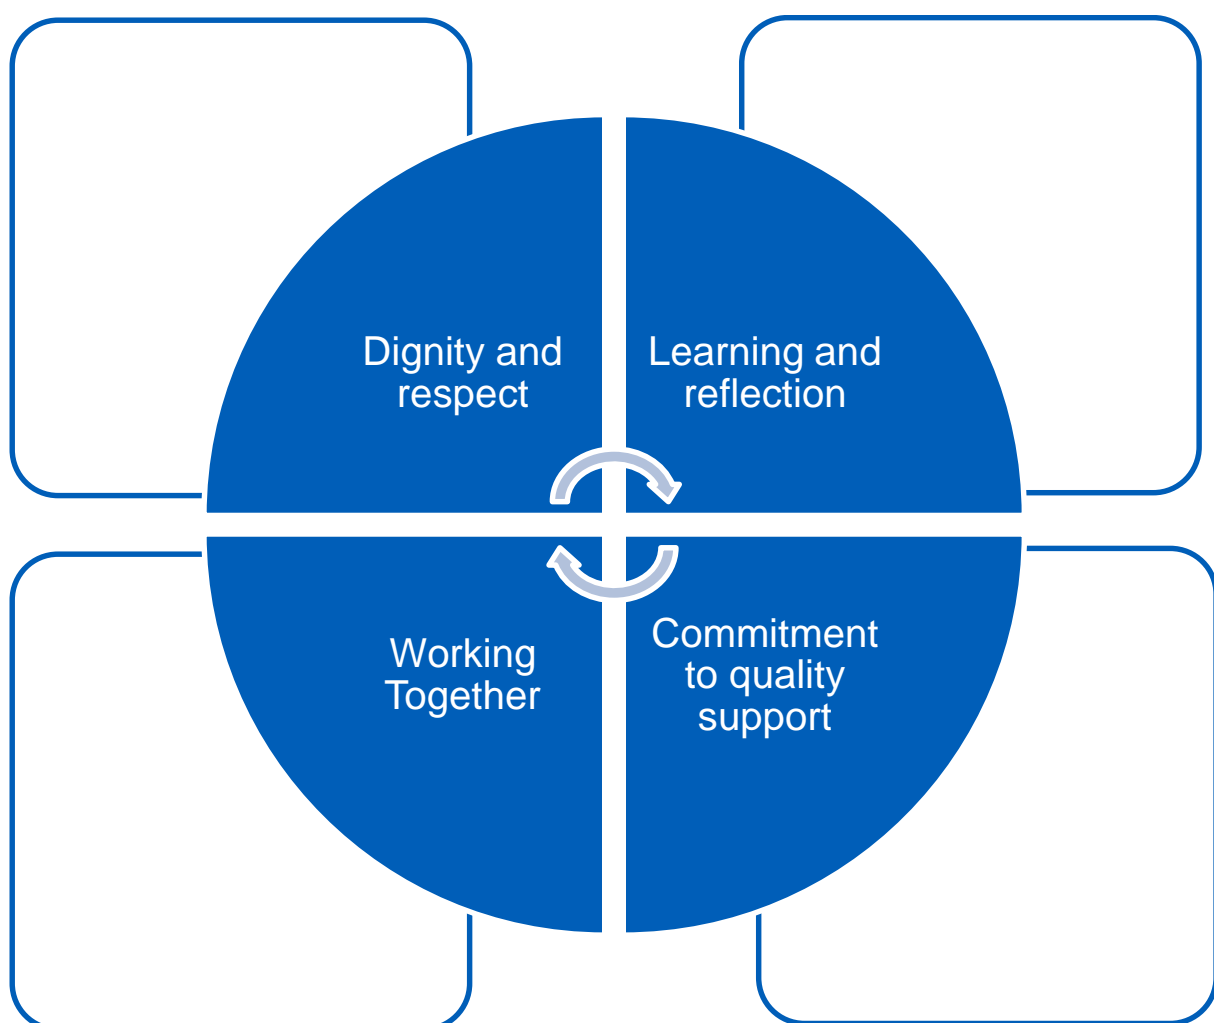 Dignity and
respect
Learning and
reflection
Working
Together
Commitment
to quality
support